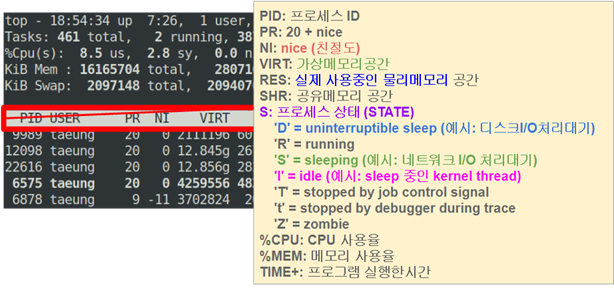 top - 18:54:34 up  7:26,  1 user,
Tasks: 461 total,   2 running, 38
%Cpu(s):  8.5 us,  2.8 sy,  0.0 n
KiB Mem : 16165704 total,  28071
KiB Swap:  2097148 total,  209407
PID USER      PR  NI    VIRT
9989 taeung    20   0 2111196  60
12098 taeung    20   0 12.845g  26
22616 taeung    20   0 12.856g  28
6575 taeung    20   0 4259556 482
6878 taeung     9 -11 3702824  2
PID: 프로세스 ID
PR: 20 + nice
NI: nice (친절도)
VIRT: 가상메모리공간
RES: 실제 사용중인 물리메모리 공간
SHR: 공유메모리 공간
S: 프로세스 상태 (STATE)
'D' = uninterruptible sleep (예시: 디스크I/O처리대기)
'R' = running
'S' = sleeping (예시: 네트워크 I/O 처리대기)
'I' = idle (예시: sleep 중인 kernel thread)
'T' = stopped by job control signal
't' = stopped by debugger during trace
'Z' = zombie
%CPU: CPU 사용율
%MEM: 메모리 사용율
TIME+: 프로그램 실행한시간